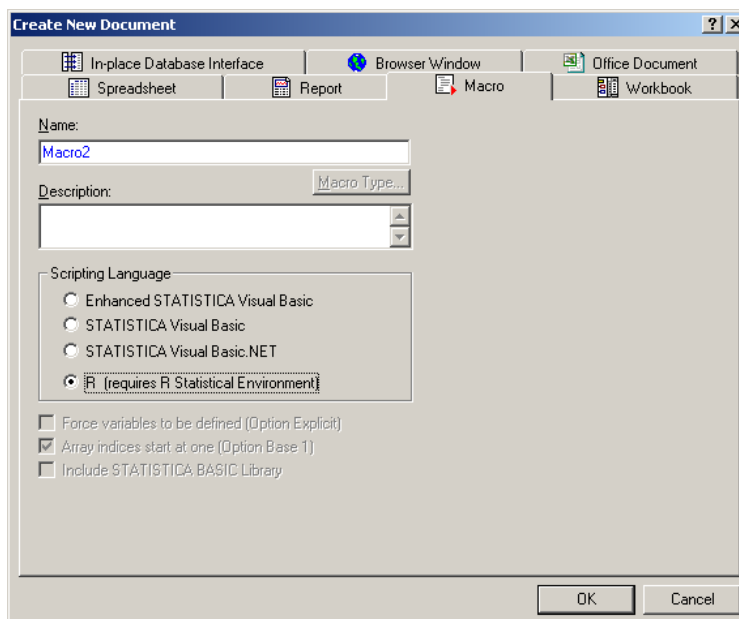 Create New Document
In-place Database Interface
Browser Window
Office Document
Spreadsheet
Report
Macro
Workbook
Name:
Macro2
Macro Type...
Description:
Scripting Language
Enhanced STATISTICA Visual Basic
STATISTICA Visual Basic
STATISTICA Visual Basic.NET
R (requires R Statistical Environment)
Force variables to be defined (Option Explicit)
Array indices start at one (Option Base 1)
Include STATISTICA BASIC Library
OK
Cancel